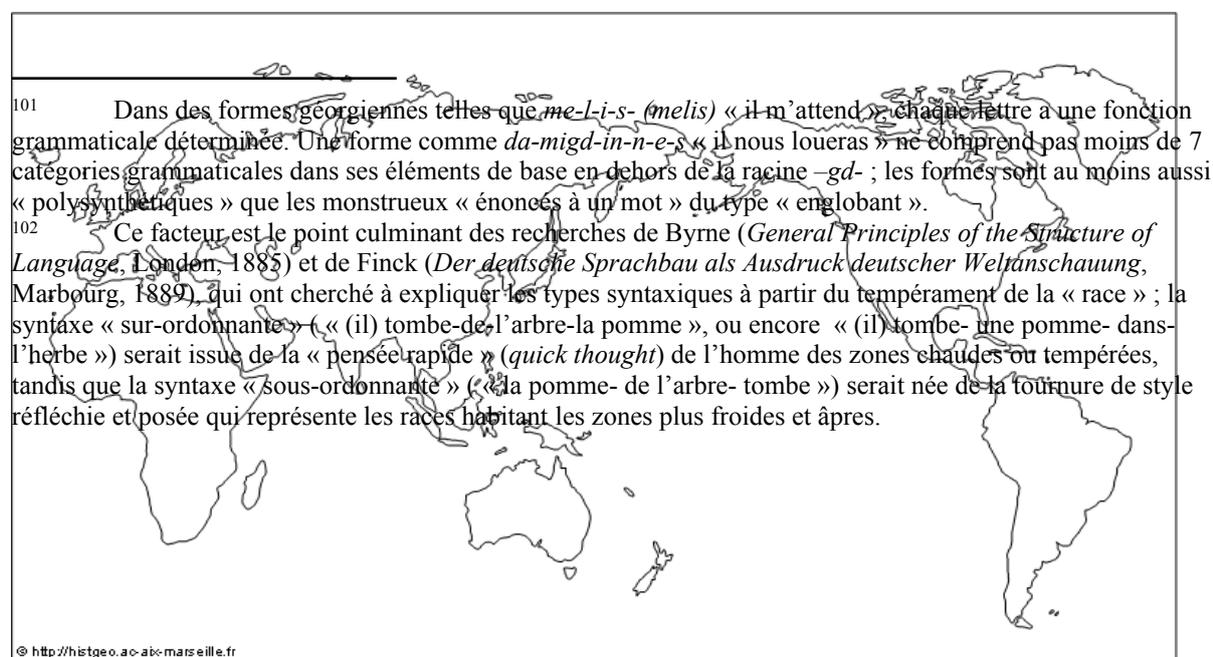 101 Dans des formes géorgiennes telles que me-l-i-s- (melis) « il m’attend », chaque lettre a une fonction
grammaticale déterminée. Une forme comme da-migd-in-n-e-s « il nous loueras » ne comprend pas moins de 7
catégories grammaticales dans ses éléments de base en dehors de la racine –gd- ; les formes sont au moins aussi
« polysynthétiques » que les monstrueux « énoncés à un mot » du type « englobant ».
102 Ce facteur est le point culminant des recherches de Byrne (General Principles of the Structure of
Language, London, 1885) et de Finck (Der deutsche Sprachbau als Ausdruck deutscher Weltanschauung,
Marbourg, 1889), qui ont cherché à expliquer les types syntaxiques à partir du tempérament de la « race » ; la
syntaxe « sur-ordonnante » ( « (il) tombe-de-l’arbre-la pomme », ou encore « (il) tombe- une pomme- dans-
l’herbe ») serait issue de la « pensée rapide » (quick thought) de l’homme des zones chaudes ou tempérées,
tandis que la syntaxe « sous-ordonnante » ( « la pomme- de l’arbre- tombe ») serait née de la tournure de style
réfléchie et posée qui représente les races habitant les zones plus froides et âpres.
© http://histgeo.ac-aix-marseille.fr